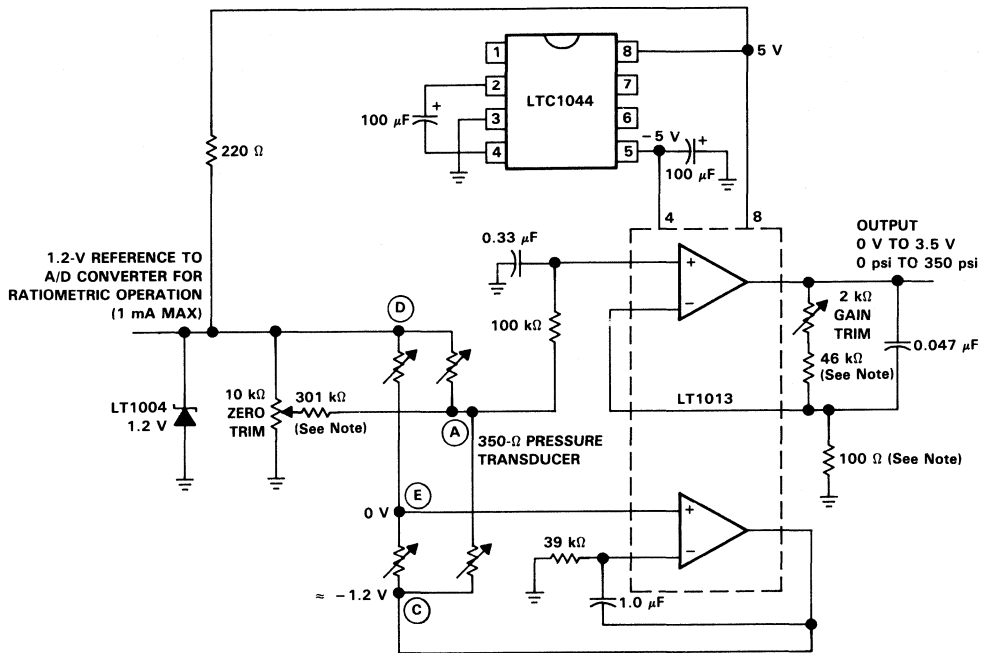 1
2
3
4
LTC1044
8
7
6
5
5 V
100 μF
+
−5 V
+
100 μF
220 Ω
4
8
1.2-V REFERENCE TO
A/D CONVERTER FOR
RATIOMETRIC OPERATION
(1 mA MAX)
0.33 μF
+
−
OUTPUT
0 V TO 3.5 V
0 psi TO 350 psi
D
100 kΩ
2 kΩ
GAIN
TRIM
0.047 μF
46 kΩ
(See Note)
LT1004
1.2 V
10 kΩ
ZERO
TRIM
301 kΩ
(See Note)
A
LT1013
350-Ω PRESSURE
TRANSDUCER
100 Ω (See Note)
0 V
E
+
−
39 kΩ
≈ −1.2 V
C
1.0 μF